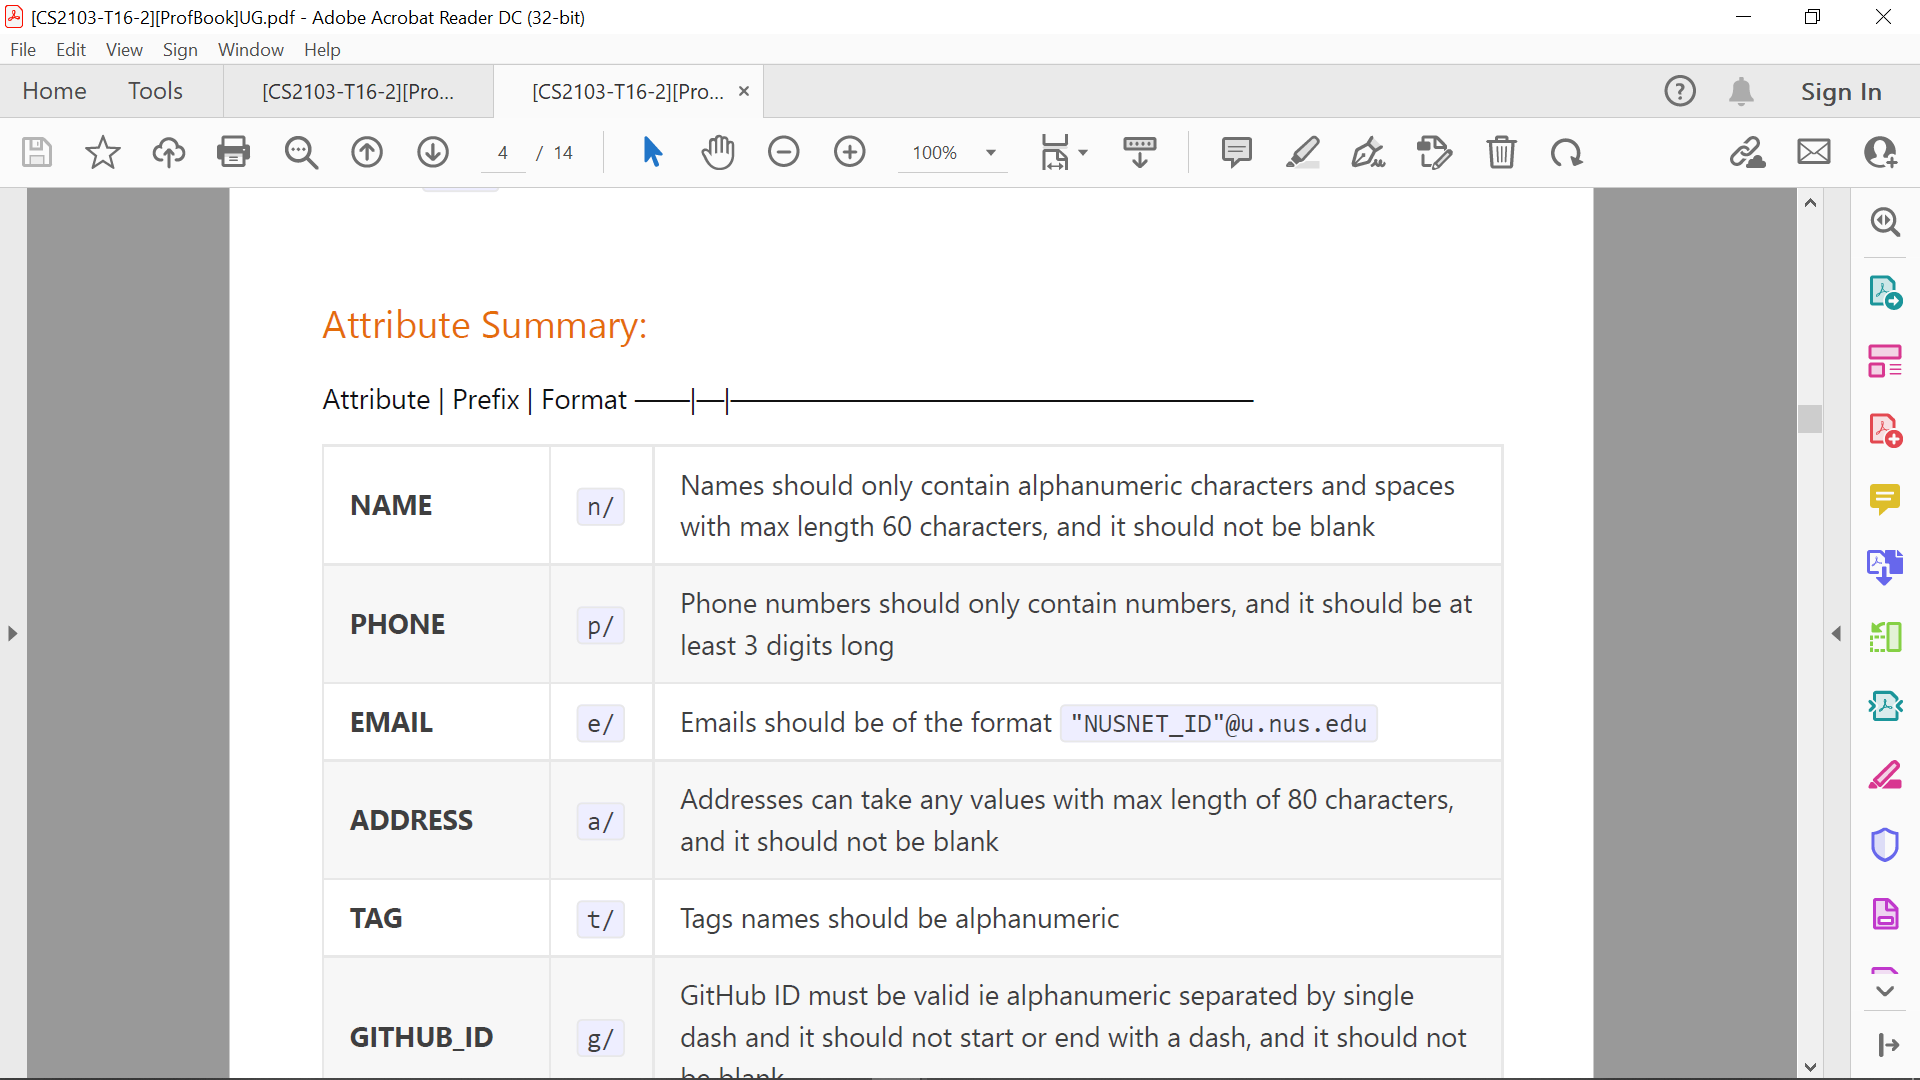 [CS2103-T16-2][ProfBook]UG.pdf - Adobe Acrobat Reader DC (32-bit)
File Edit View Sign Window Help
Home Tools [CS2103-T16-2][Pro... [CS2103-T16-2][Pro... × ? Sign In
4 / 14 100%
Attribute Summary:
Attribute | Prefix | Format ——|—|———————————————————
NAME n/ Names should only contain alphanumeric characters and spaces
with max length 60 characters, and it should not be blank
PHONE p/ Phone numbers should only contain numbers, and it should be at
least 3 digits long
EMAIL e/ Emails should be of the format "NUSNET_ID"@u.nus.edu
ADDRESS a/ Addresses can take any values with max length of 80 characters,
and it should not be blank
TAG t/ Tags names should be alphanumeric
GITHUB_ID g/ GitHub ID must be valid ie alphanumeric separated by single
dash and it should not start or end with a dash, and it should not
be blank